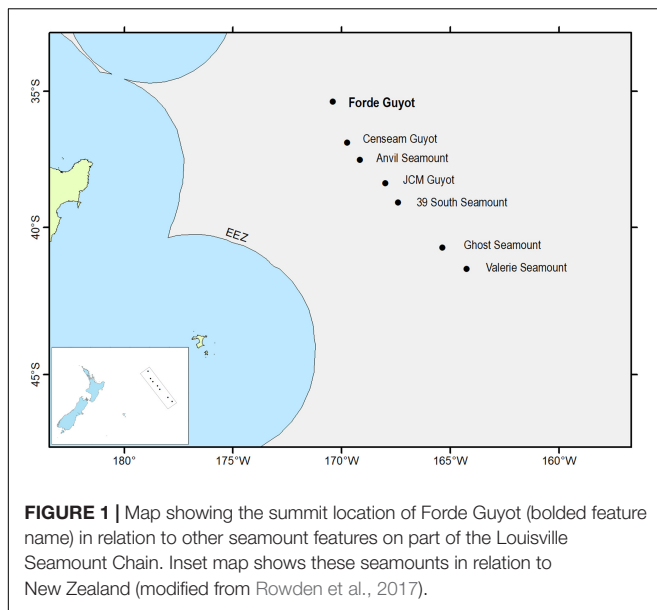 35°S
40°S
45°S
Forde Guyot
Censeam Guyot
Anvil Seamount
JCM Guyot
39 South Seamount
EEZ
Ghost Seamount
Valerie Seamount
180°
175°W
170°W
165°W
160°W
FIGURE 1 | Map showing the summit location of Forde Guyot (bolded feature
name) in relation to other seamount features on part of the Louisville
Seamount Chain. Inset map shows these seamounts in relation to
New Zealand (modified from Rowden et al., 2017).